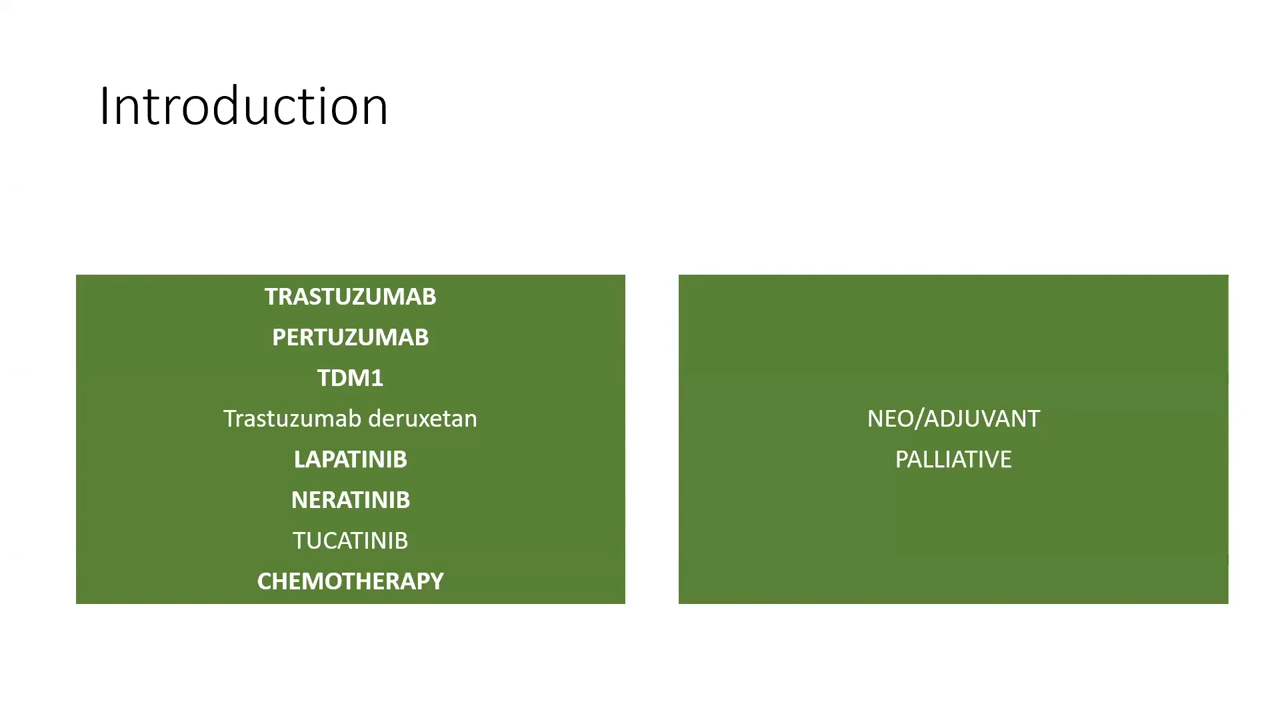 Introduction
TRASTUZUMAB
PERTUZUMAB
TDM1
Trastuzumab deruxetan
LAPATINIB
NERATINIB
TUCATINIB
CHEMOTHERAPY
NEO/ADJUVANT
PALLIATIVE